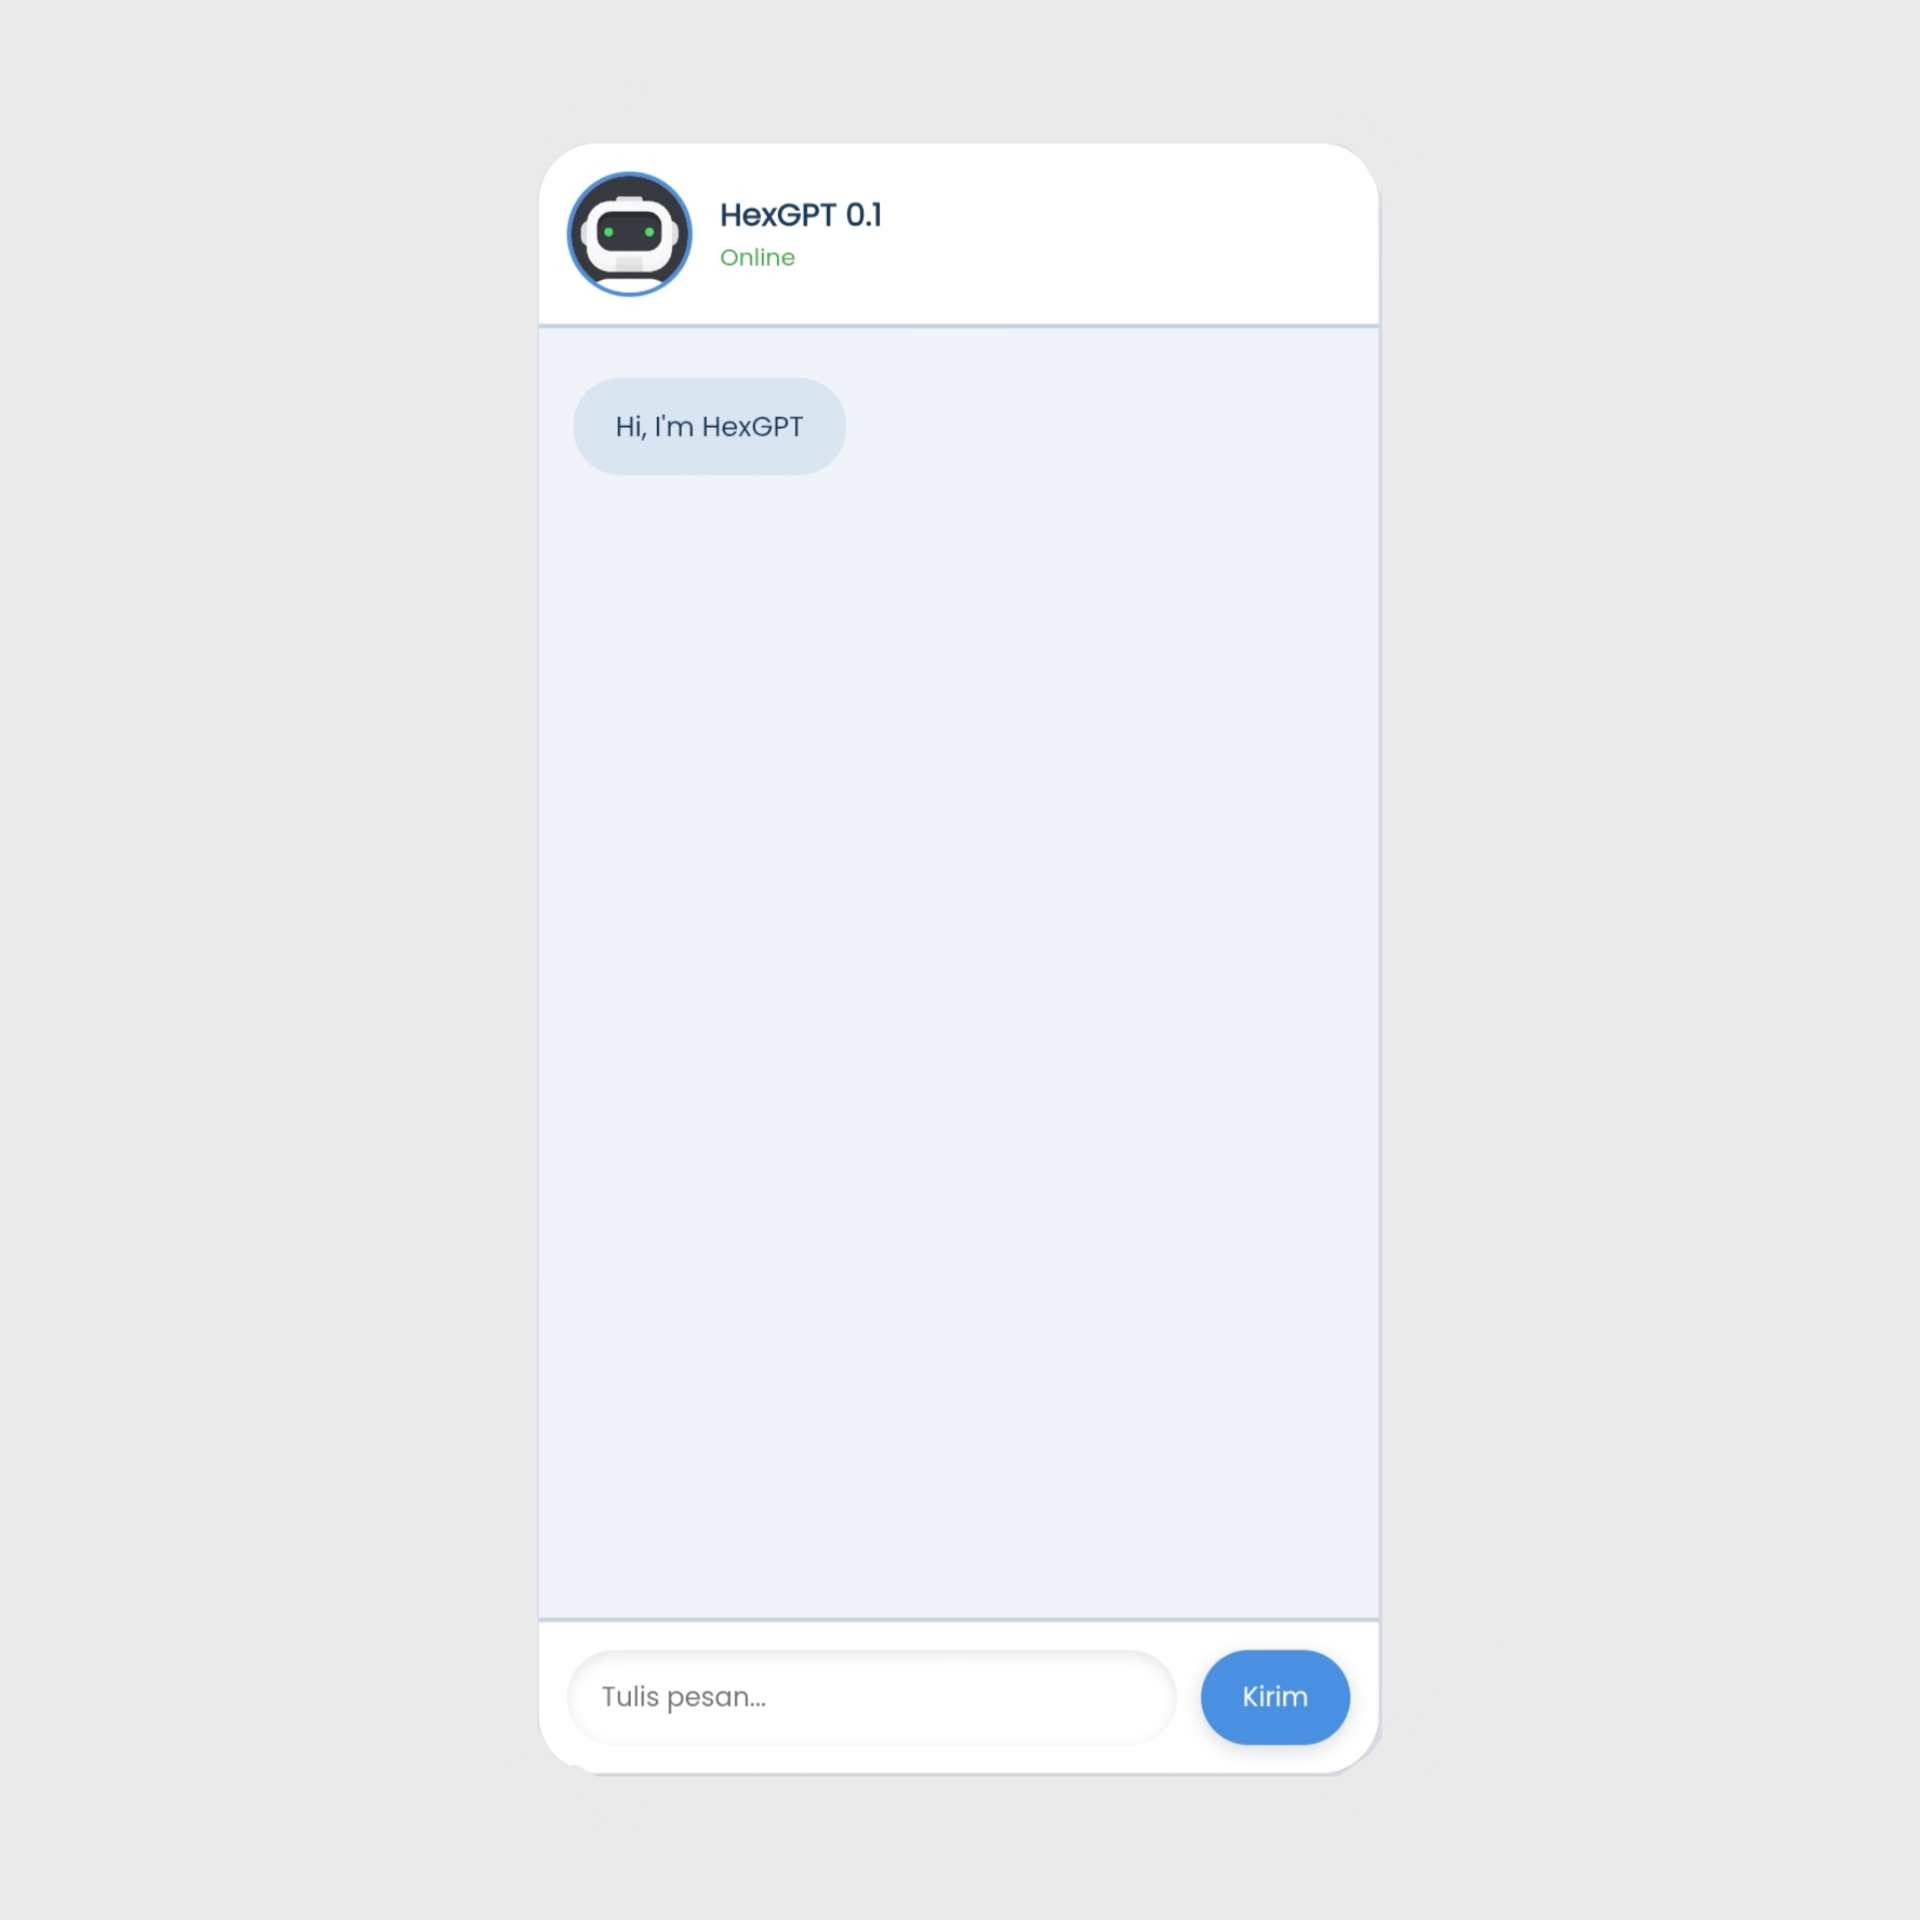 HexGPT 0.1
Online
Hi, I'm HexGPT
Tulis pesan...
Kirim